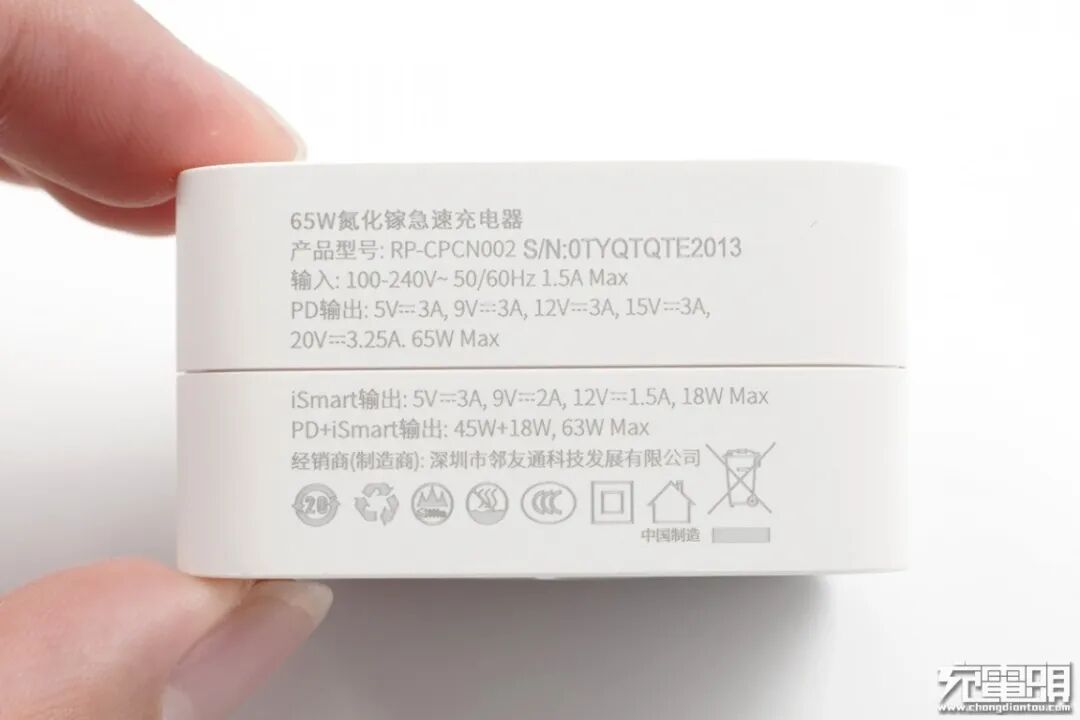 65W氮化镓急速充电器
产品型号: RP-CPCN002 S/N:0TYQTQTE2013
输入: 100-240V~ 50/60Hz 1.5A Max
PD输出: 5V⎓3A, 9V⎓3A, 12V⎓3A, 15V⎓3A,
20V⎓3.25A. 65W Max
iSmart输出: 5V⎓3A, 9V⎓2A, 12V⎓1.5A, 18W Max
PD+iSmart输出: 45W+18W, 63W Max
经销商(制造商): 深圳市邻友通科技发展有限公司
20
CCC
中国制造
充電頭
www.chongdiantou.com